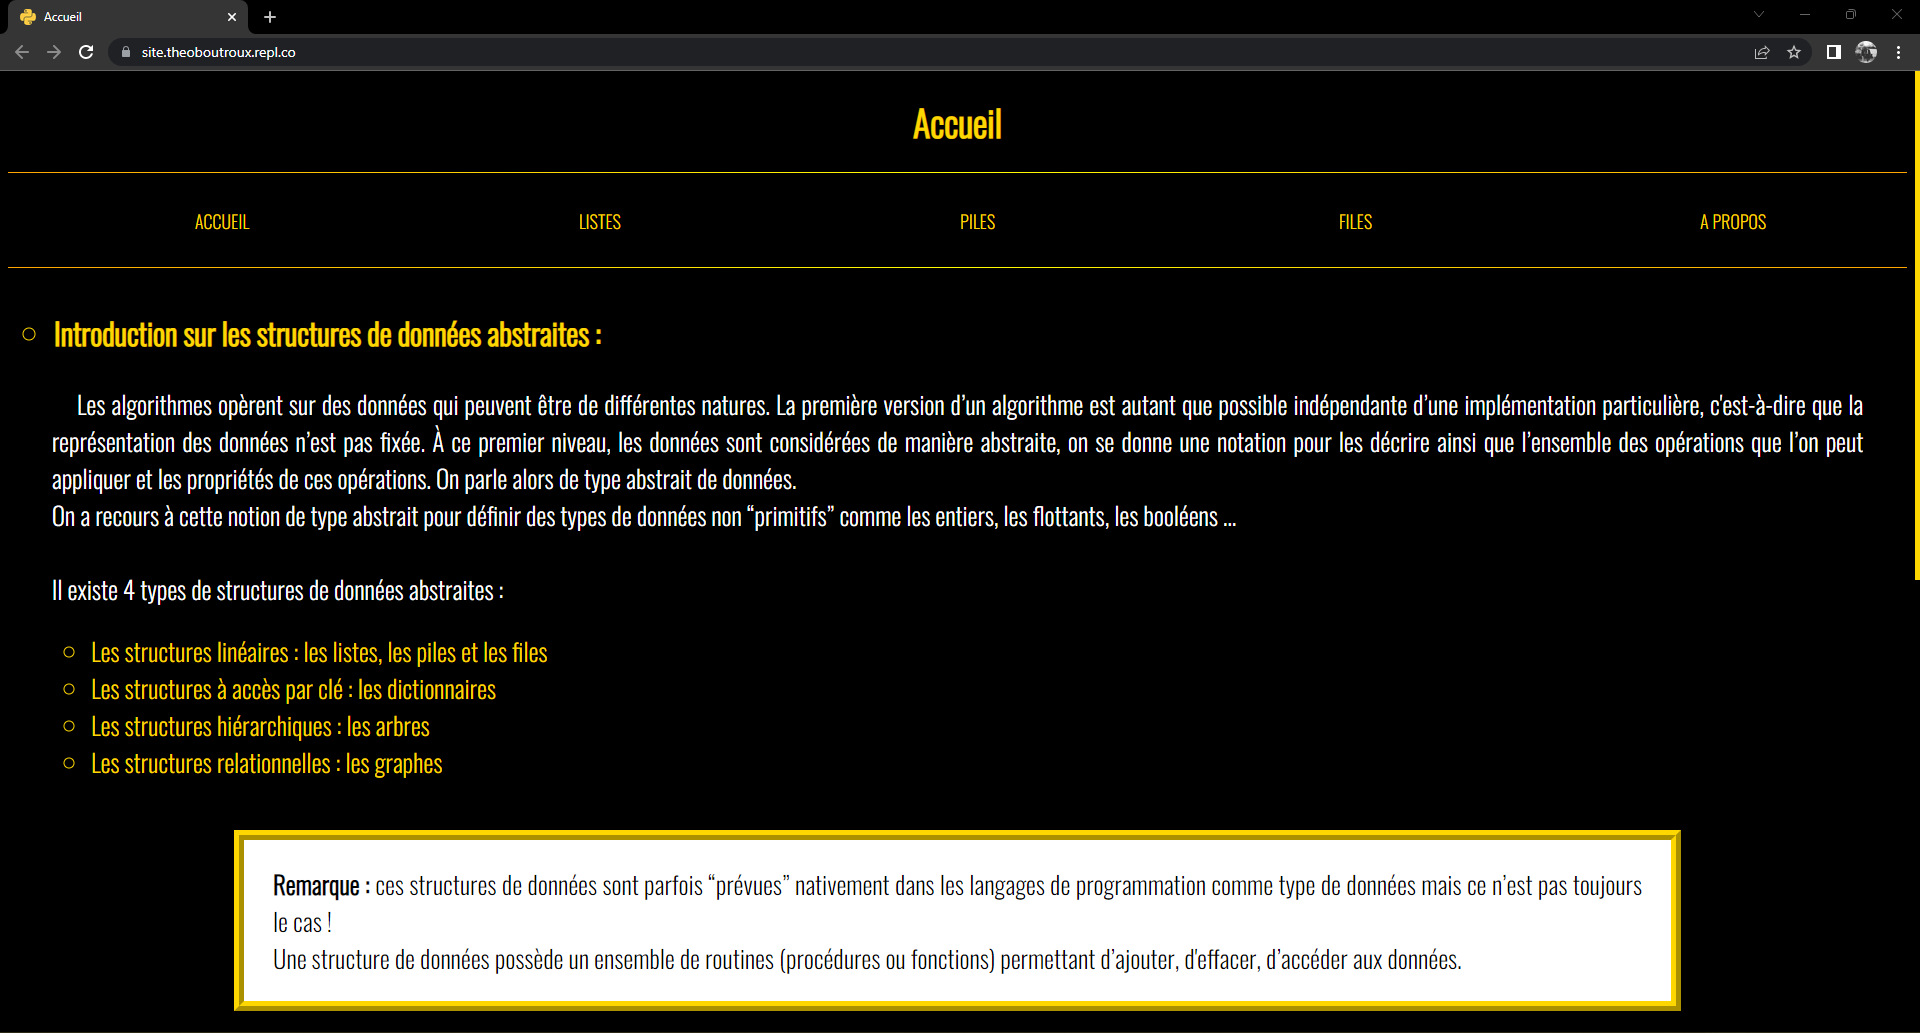 Accueil
site.theoboutroux.repl.co
Accueil
ACCUEIL LISTES PILES FILES A PROPOS
Introduction sur les structures de données abstraites :
Les algorithmes opèrent sur des données qui peuvent être de différentes natures. La première version d’un algorithme est autant que possible indépendante d’une implémentation particulière, c'est-à-dire que la
représentation des données n’est pas fixée. À ce premier niveau, les données sont considérées de manière abstraite, on se donne une notation pour les décrire ainsi que l’ensemble des opérations que l’on peut
appliquer et les propriétés de ces opérations. On parle alors de type abstrait de données.
On a recours à cette notion de type abstrait pour définir des types de données non “primitifs” comme les entiers, les flottants, les booléens ...
Il existe 4 types de structures de données abstraites :
Les structures linéaires : les listes, les piles et les files
Les structures à accès par clé : les dictionnaires
Les structures hiérarchiques : les arbres
Les structures relationnelles : les graphes
Remarque : ces structures de données sont parfois “prévues” nativement dans les langages de programmation comme type de données mais ce n’est pas toujours
le cas !
Une structure de données possède un ensemble de routines (procédures ou fonctions) permettant d’ajouter, d'effacer, d’accéder aux données.